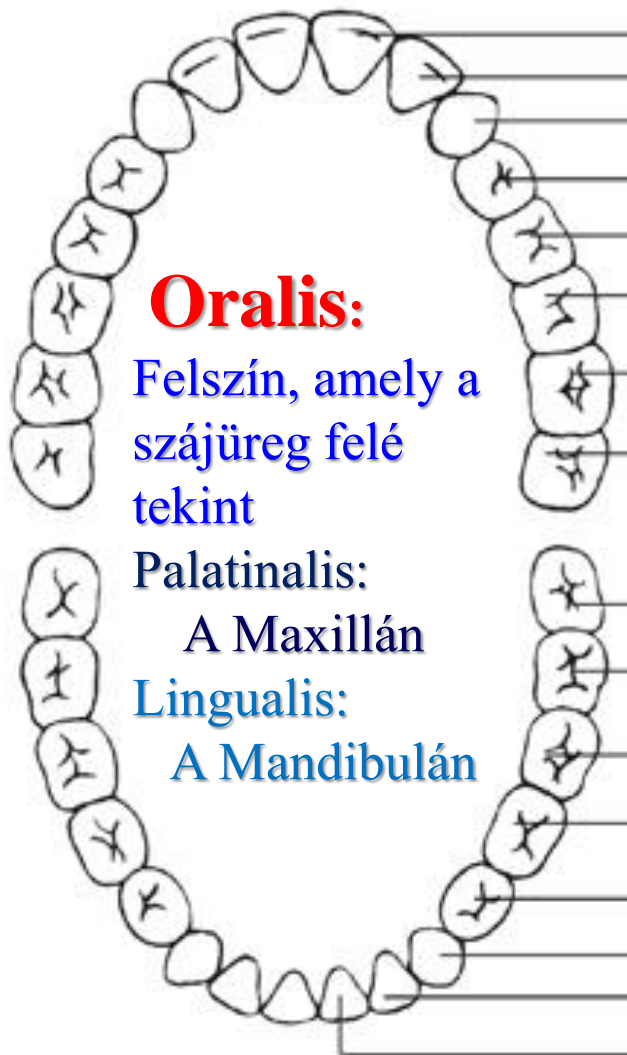 Oralis:
Felszín, amely a
szájüreg felé
tekint
Palatinalis:
A Maxillán
Lingualis:
A Mandibulán